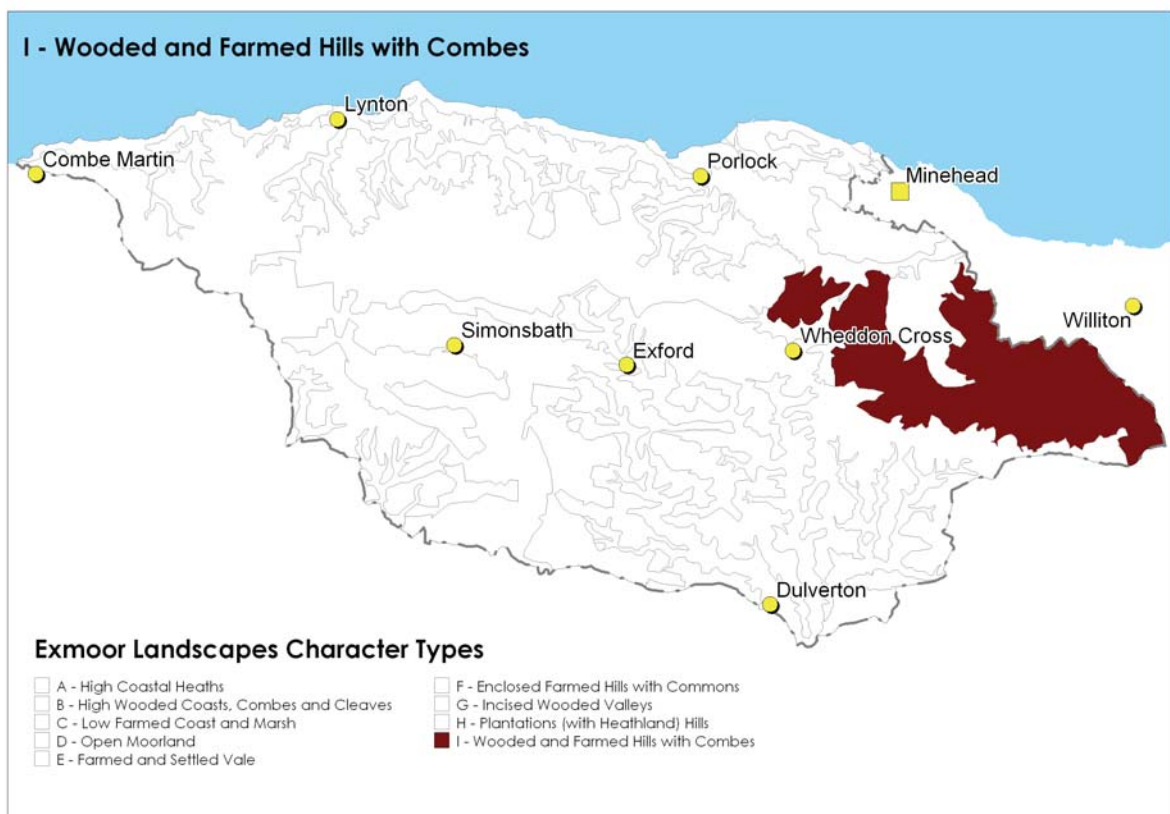 I - Wooded and Farmed Hills with Combes
Lynton
Combe Martin
Porlock
Minehead
Williton
Simonsbath
Wheddon Cross
Exford
Dulverton
Exmoor Landscapes Character Types
A - High Coastal Heaths
B - High Wooded Coasts, Combes and Cleaves
C - Low Farmed Coast and Marsh
D - Open Moorland
E - Farmed and Settled Vale
F - Enclosed Farmed Hills with Commons
G - Incised Wooded Valleys
H - Plantations (with Heathland) Hills
I - Wooded and Farmed Hills with Combes